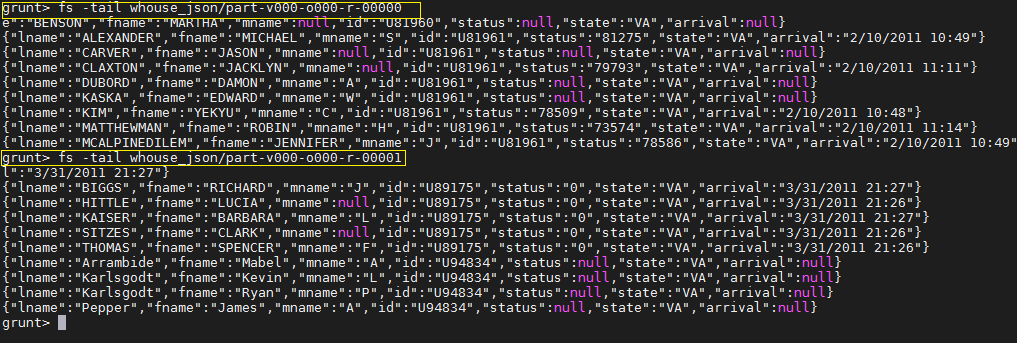 grunt> fs -tail whouse_json/part-v000-o000-r-00000
e":"BENSON","fname":"MARTHA","mname":null,"id":"U81960","status":null,"state":"VA","arrival":null}
{"lname":"ALEXANDER","fname":"MICHAEL","mname":"S","id":"U81961","status":"81275","state":"VA","arrival":"2/10/2011 10:49"}
{"lname":"CARVER","fname":"JASON","mname":null,"id":"U81961","status":null,"state":"VA","arrival":null}
{"lname":"CLAXTON","fname":"JACKLYN","mname":null,"id":"U81961","status":"79793","state":"VA","arrival":"2/10/2011 11:11"}
{"lname":"DUBORD","fname":"DAMON","mname":"A","id":"U81961","status":null,"state":"VA","arrival":null}
{"lname":"KASKA","fname":"EDWARD","mname":"W","id":"U81961","status":null,"state":"VA","arrival":null}
{"lname":"KIM","fname":"YEKYU","mname":"C","id":"U81961","status":"78509","state":"VA","arrival":"2/10/2011 10:48"}
{"lname":"MATTHEWMAN","fname":"ROBIN","mname":"H","id":"U81961","status":"73574","state":"VA","arrival":"2/10/2011 11:14"}
{"lname":"MCALPINEDILEM","fname":"JENNIFER","mname":"J","id":"U81961","status":"78586","state":"VA","arrival":"2/10/2011 10:49"
grunt> fs -tail whouse_json/part-v000-o000-r-00001
l":"3/31/2011 21:27"}
{"lname":"BIGGS","fname":"RICHARD","mname":"J","id":"U89175","status":"0","state":"VA","arrival":"3/31/2011 21:27"}
{"lname":"HITTLE","fname":"LUCIA","mname":null,"id":"U89175","status":"0","state":"VA","arrival":"3/31/2011 21:26"}
{"lname":"KAISER","fname":"BARBARA","mname":"L","id":"U89175","status":"0","state":"VA","arrival":"3/31/2011 21:27"}
{"lname":"SITZES","fname":"CLARK","mname":null,"id":"U89175","status":"0","state":"VA","arrival":"3/31/2011 21:26"}
{"lname":"THOMAS","fname":"SPENCER","mname":"F","id":"U89175","status":"0","state":"VA","arrival":"3/31/2011 21:26"}
{"lname":"Arrambide","fname":"Mabel","mname":"A","id":"U94834","status":null,"state":"VA","arrival":null}
{"lname":"Karlsgodt","fname":"Kevin","mname":"L","id":"U94834","status":null,"state":"VA","arrival":null}
{"lname":"Karlsgodt","fname":"Ryan","mname":"P","id":"U94834","status":null,"state":"VA","arrival":null}
{"lname":"Pepper","fname":"James","mname":"A","id":"U94834","status":null,"state":"VA","arrival":null}
grunt>